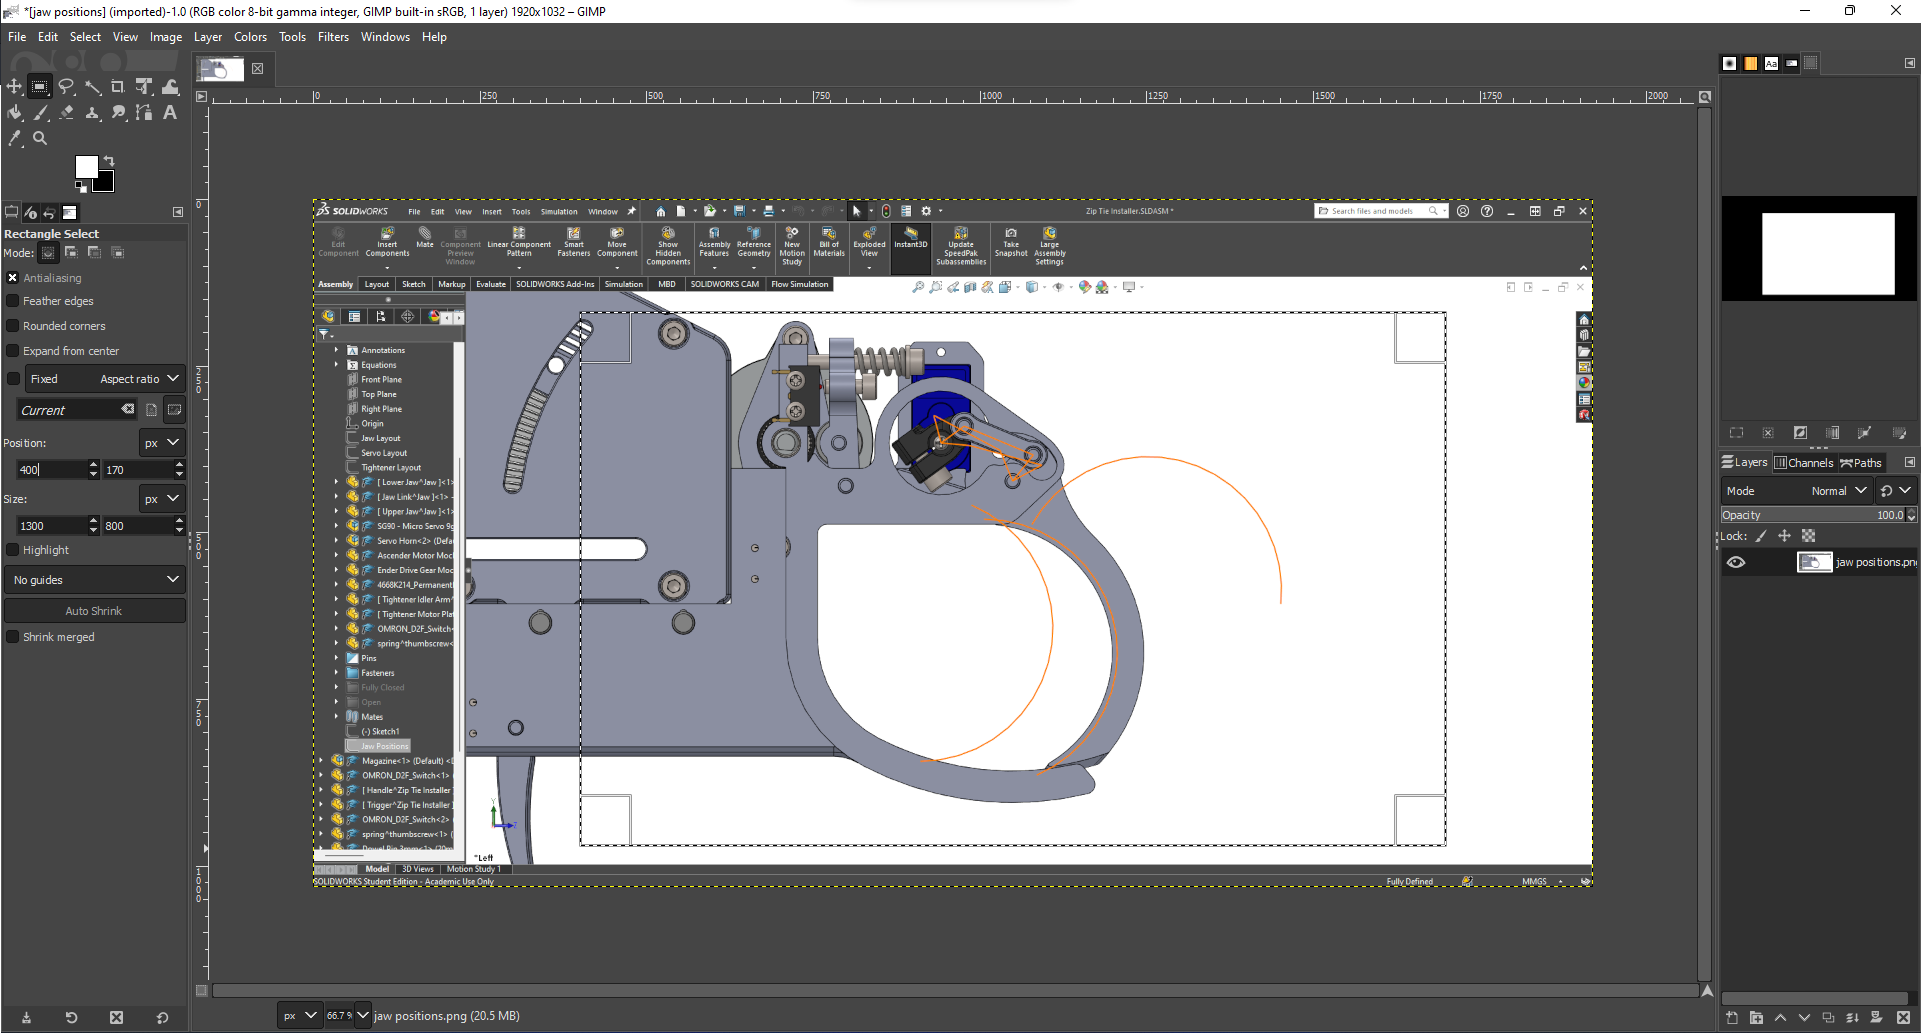 *[jaw positions] (imported)-1.0 (RGB color 8-bit gamma integer, GIMP built-in sRGB, 1 layer) 1920x1032 – GIMP
File Edit Select View Image Layer Colors Tools Filters Windows Help
Aa
0 250 500 750 1000 1250 1500 1750 2000
Rectangle Select
Mode:
Antialiasing
Feather edges
Rounded corners
Expand from center
Fixed Aspect ratio
Current
Position: px
400 170
Size: px
1300 800
Highlight
No guides
Auto Shrink
Shrink merged
0
250
500
750
1000
SOLIDWORKS File Edit View Insert Tools Simulation Window Zip Tie Installer.SLDASM * Search files and models
Edit Component
Insert Components
Mate
Component Preview Window
Linear Component Pattern
Smart Fasteners
Move Component
Show Hidden Components
Assembly Features
Reference Geometry
New Motion Study
Bill of Materials
Exploded View
Instant3D
Update SpeedPak Subassemblies
Take Snapshot
Large Assembly Settings
Assembly Layout Sketch Markup Evaluate SOLIDWORKS Add-Ins Simulation MBD SOLIDWORKS CAM Flow Simulation
Annotations
Equations
Front Plane
Top Plane
Right Plane
Origin
Jaw Layout
Servo Layout
Tightener Layout
[ Lower Jaw^Jaw ]<1>
[ Jaw Link^Jaw ]<1>
[ Upper Jaw^Jaw ]<1>
SG90 - Micro Servo 9g
Servo Horn<2> (Defa
Ascender Motor Moc
Ender Drive Gear Moc
4668K214_Permanent
[ Tightener Idler Arm^
[ Tightener Motor Plat
OMRON_D2F_Switch<
spring^thumbscrew<
Pins
Fasteners
Fully Closed
Open
Mates
(-) Sketch1
Jaw Positions
Magazine<1> (Default)
OMRON_D2F_Switch<1>
[ Handle^Zip Tie Installer
[ Trigger^Zip Tie Installer
OMRON_D2F_Switch<2>
spring^thumbscrew<1> (
Dowel Pin 3mm<1> (20m
*Left
Model 3D Views Motion Study 1
SOLIDWORKS Student Edition - Academic Use Only Fully Defined MMGS
Layers Channels Paths
Mode Normal
Opacity 100.0
Lock:
jaw positions.png
px 66.7 % jaw positions.png (20.5 MB)